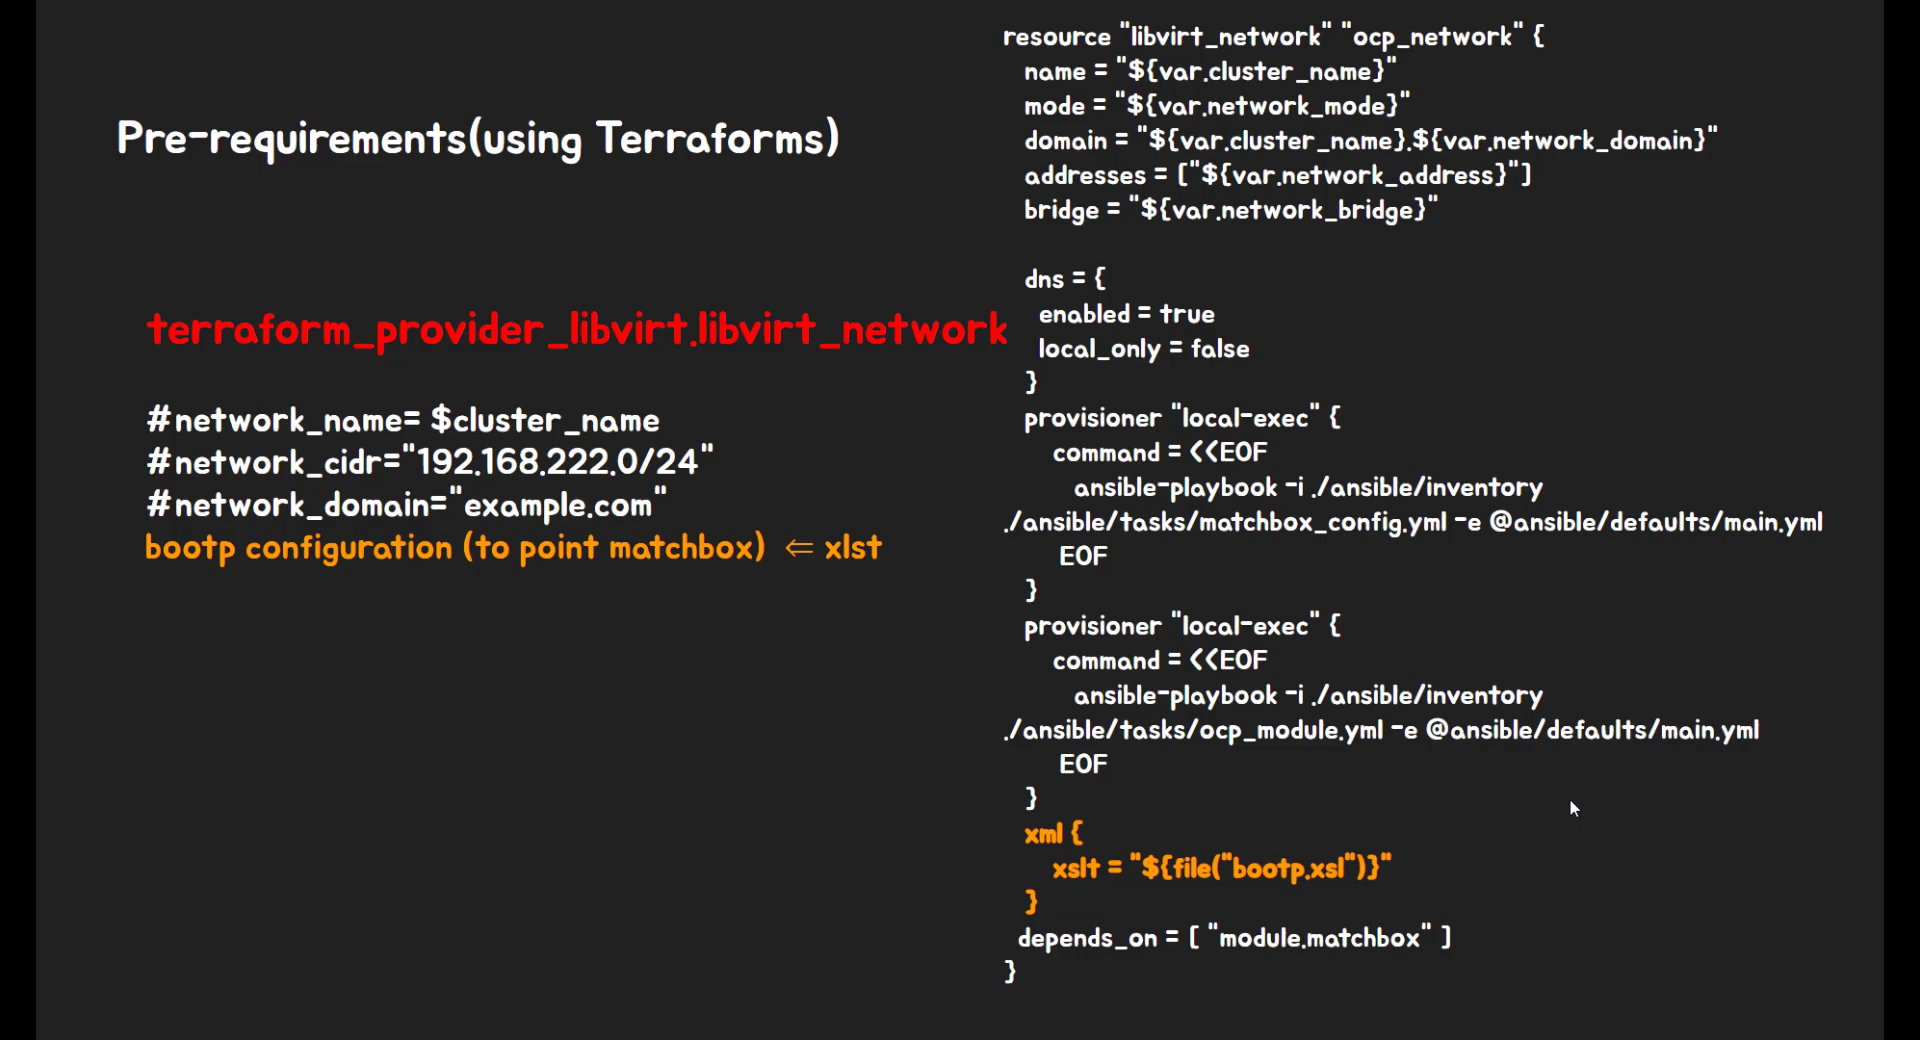 Pre-requirements(using Terraforms)
terraform_provider_libvirt.libvirt_network
#network_name= $cluster_name
#network_cidr="192.168.222.0/24"
#network_domain="example.com"
bootp configuration (to point matchbox) ⇐ xlst
resource "libvirt_network" "ocp_network" {
name = "${var.cluster_name}"
mode = "${var.network_mode}"
domain = "${var.cluster_name}.${var.network_domain}"
addresses = ["${var.network_address}"]
bridge = "${var.network_bridge}"
dns = {
enabled = true
local_only = false
}
provisioner "local-exec" {
command = <<EOF
ansible-playbook -i ./ansible/inventory
./ansible/tasks/matchbox_config.yml -e @ansible/defaults/main.yml
EOF
}
provisioner "local-exec" {
command = <<EOF
ansible-playbook -i ./ansible/inventory
./ansible/tasks/ocp_module.yml -e @ansible/defaults/main.yml
EOF
}
xml {
xslt = "${file("bootp.xsl")}"
}
depends_on = [ "module.matchbox" ]
}